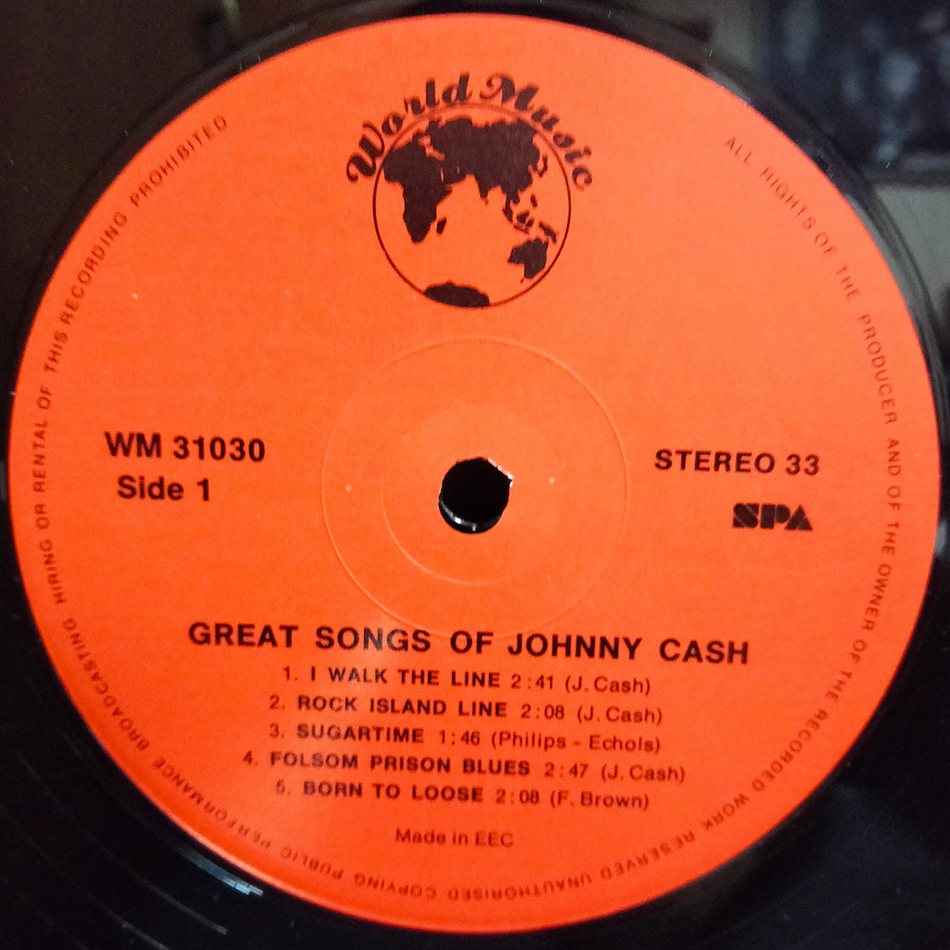 World Music
WM 31030
Side 1
STEREO 33
SPA
GREAT SONGS OF JOHNNY CASH
1. I WALK THE LINE 2:41 (J. Cash)
2. ROCK ISLAND LINE 2:08 (J. Cash)
3. SUGARTIME 1:46 (Philips - Echols)
4. FOLSOM PRISON BLUES 2:47 (J. Cash)
5. BORN TO LOOSE 2:08 (F. Brown)
Made in EEC
ALL RIGHTS OF THE PRODUCER AND OF THE OWNER OF THE RECORDED WORK RESERVED UNAUTHORISED COPYING PUBLIC PERFORMANCE BROADCASTING HIRING OR RENTAL OF THIS RECORDING PROHIBITED